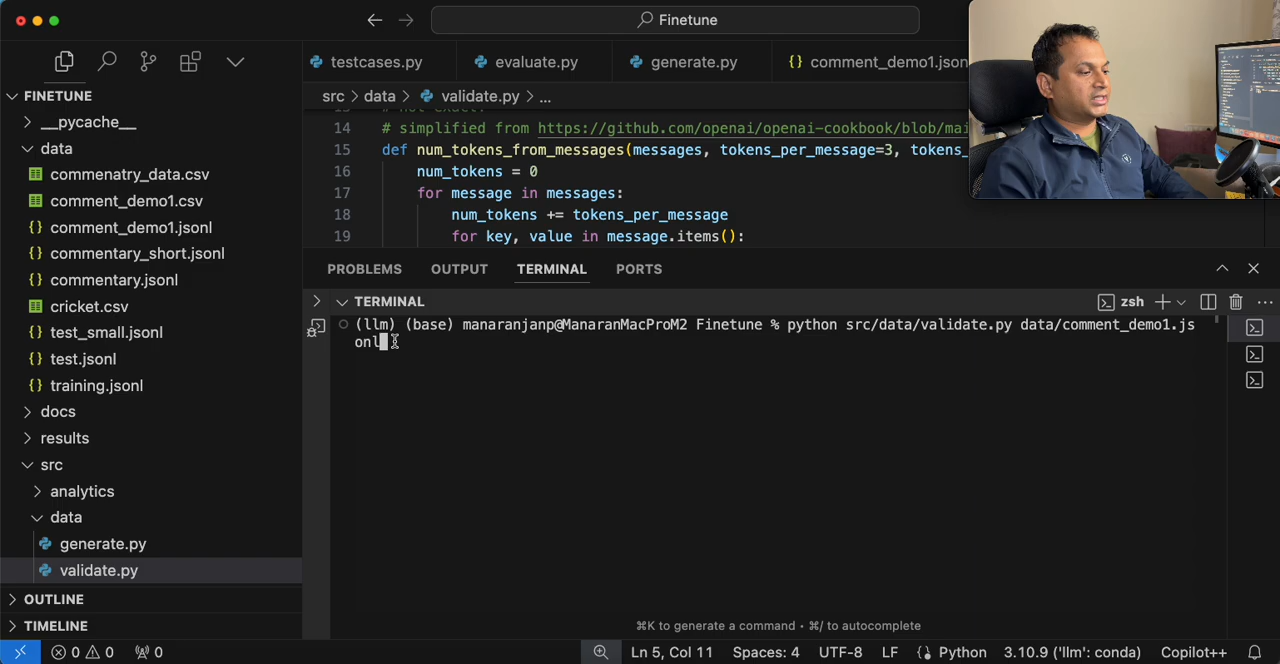 Finetune
testcases.py
evaluate.py
generate.py
comment_demo1.json
FINETUNE
src > data > validate.py > ...
__pycache__
data
14 # simplified from https://github.com/openai/openai-cookbook/blob/mai
commenatry_data.csv
15 def num_tokens_from_messages(messages, tokens_per_message=3, tokens_
comment_demo1.csv
16 num_tokens = 0
comment_demo1.jsonl
17 for message in messages:
commentary_short.jsonl
18 num_tokens += tokens_per_message
commentary.jsonl
19 for key, value in message.items():
cricket.csv
test_small.jsonl
test.jsonl
training.jsonl
docs
results
src
analytics
data
generate.py
validate.py
OUTLINE
TIMELINE
PROBLEMS OUTPUT TERMINAL PORTS
TERMINAL
zsh
(llm) (base) manaranjanp@ManaranMacProM2 Finetune % python src/data/validate.py data/comment_demo1.js
onl
⌘K to generate a command • ⌘/ to autocomplete
0 0 0 Ln 5, Col 11 Spaces: 4 UTF-8 LF Python 3.10.9 ('llm': conda) Copilot++